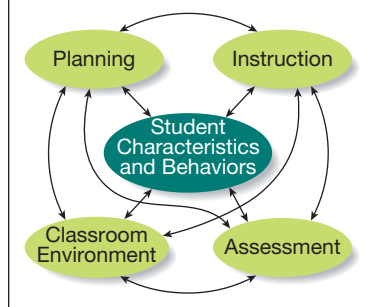 Planning
Instruction
Student
Characteristics
and Behaviors
Classroom
Environment
Assessment